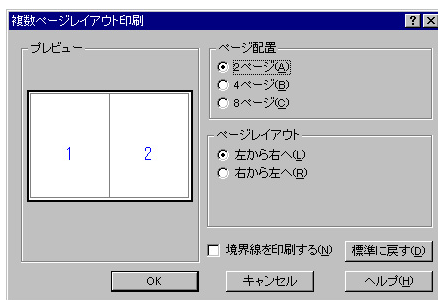 複数ページレイアウト印刷
プレビュー
1
2
ページ配置
2ページ(A)
4ページ(B)
8ページ(C)
ページレイアウト
左から右へ(L)
右から左へ(R)
境界線を印刷する(N)
標準に戻す(D)
OK
キャンセル
ヘルプ(H)